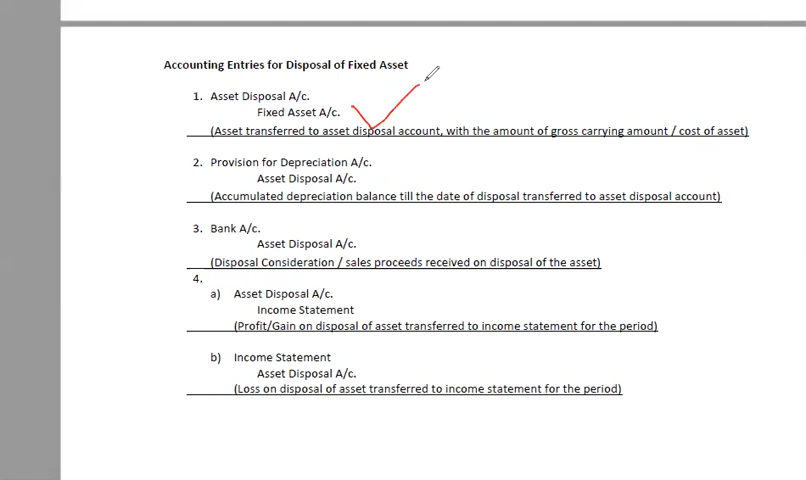 Accounting Entries for Disposal of Fixed Asset
1. Asset Disposal A/c.
Fixed Asset A/c.
(Asset transferred to asset disposal account, with the amount of gross carrying amount / cost of asset)
2. Provision for Depreciation A/c.
Asset Disposal A/c.
(Accumulated depreciation balance till the date of disposal transferred to asset disposal account)
3. Bank A/c.
Asset Disposal A/c.
(Disposal Consideration / sales proceeds received on disposal of the asset)
4.
a) Asset Disposal A/c.
Income Statement
(Profit/Gain on disposal of asset transferred to income statement for the period)
b) Income Statement
Asset Disposal A/c.
(Loss on disposal of asset transferred to income statement for the period)